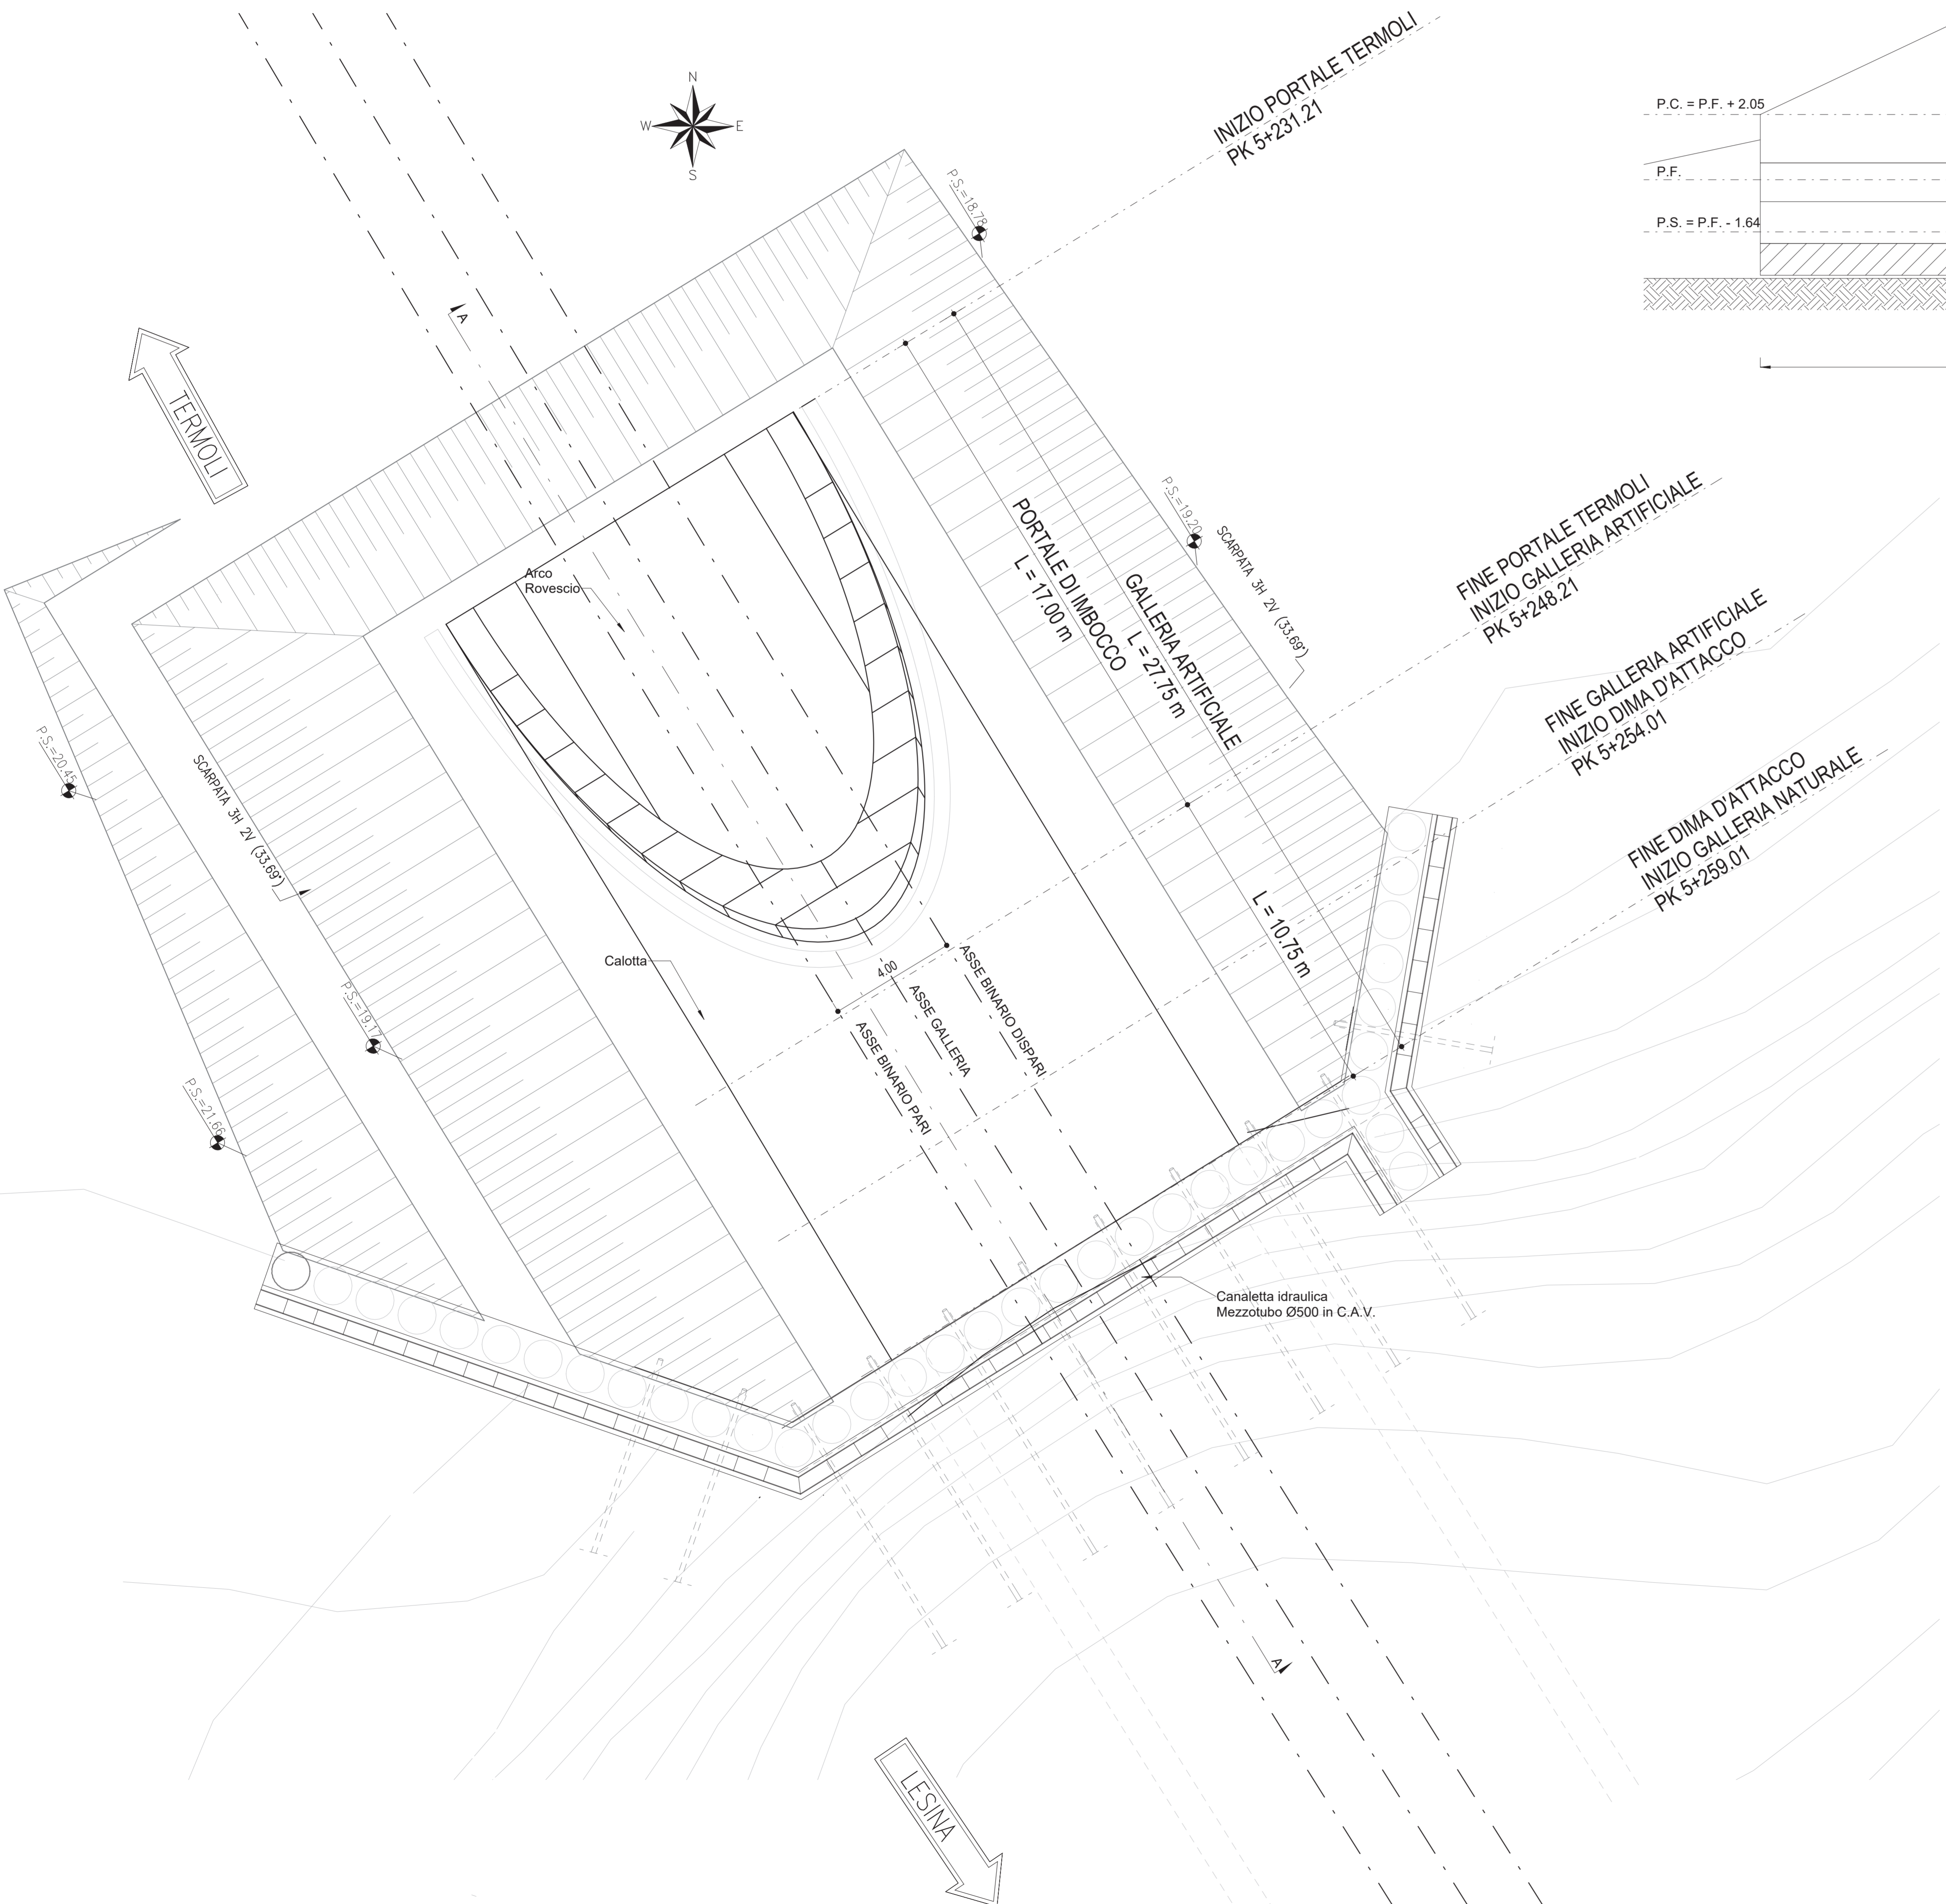 INIZIO PORTALE TERMOLI
PK 5+231.21
P.C. = P.F. + 2.05
P.F.
P.S. = P.F. - 1.64
N
W
E
S
P.S.=18.78
A
TERMOLI
P.S.=19.20
SCARPATA 3H 2V (33.69°)
FINE PORTALE TERMOLI
INIZIO GALLERIA ARTIFICIALE
PK 5+248.21
PORTALE DI IMBOCCO
L = 17.00 m
GALLERIA ARTIFICIALE
L = 27.75 m
Arco
Rovescio
FINE GALLERIA ARTIFICIALE
INIZIO DIMA D'ATTACCO
PK 5+254.01
P.S.=20.45
SCARPATA 3H 2V (33.69°)
FINE DIMA D'ATTACCO
INIZIO GALLERIA NATURALE
PK 5+259.01
L = 10.75 m
Calotta
4.00
ASSE BINARIO DISPARI
ASSE GALLERIA
ASSE BINARIO PARI
P.S.=19.17
P.S.=21.66
Canaletta idraulica
Mezzotubo Ø500 in C.A.V.
A
LESINA